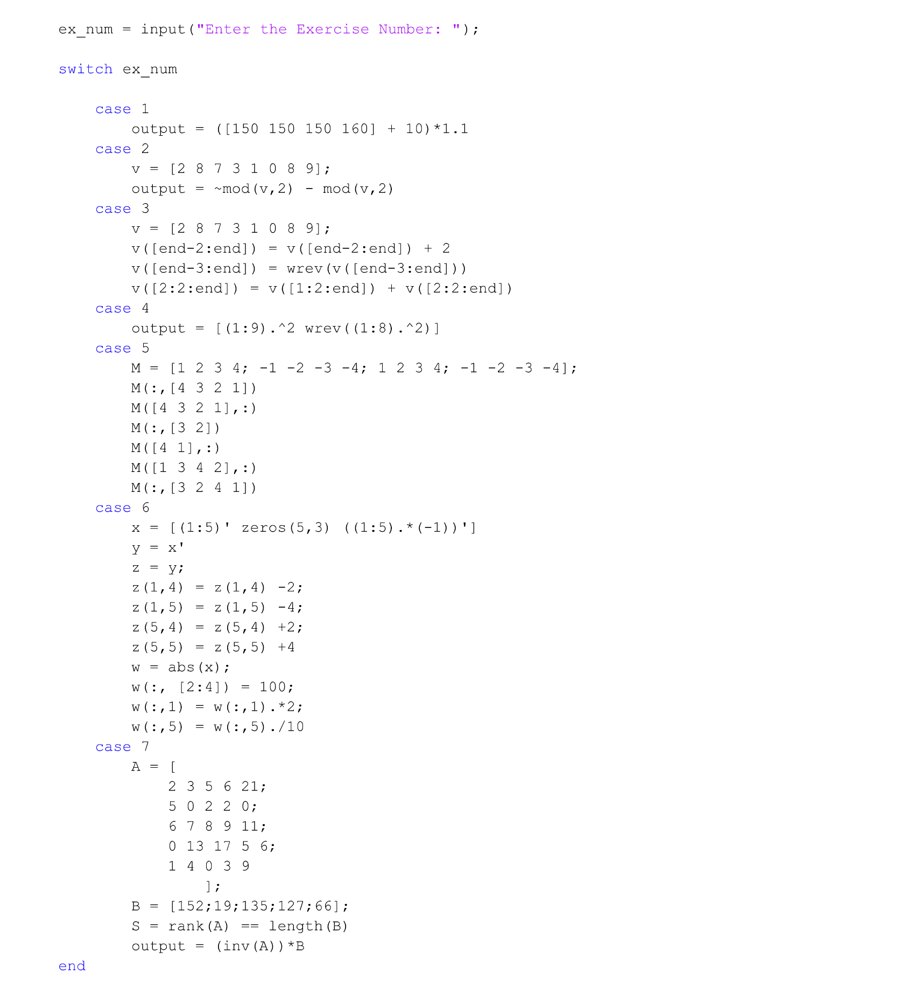 ex_num = input("Enter the Exercise Number: ");
switch ex_num
case 1
output = ([150 150 150 160] + 10)*1.1
case 2
v = [2 8 7 3 1 0 8 9];
output = ~mod(v,2) - mod(v,2)
case 3
v = [2 8 7 3 1 0 8 9];
v([end-2:end]) = v([end-2:end]) + 2
v([end-3:end]) = wrev(v([end-3:end]))
v([2:2:end]) = v([1:2:end]) + v([2:2:end])
case 4
output = [(1:9).^2 wrev((1:8).^2)]
case 5
M = [1 2 3 4; -1 -2 -3 -4; 1 2 3 4; -1 -2 -3 -4];
M(:,[4 3 2 1])
M([4 3 2 1],:)
M(:,[3 2])
M([4 1],:)
M([1 3 4 2],:)
M(:,[3 2 4 1])
case 6
x = [(1:5)' zeros(5,3) ((1:5).*(-1))']
y = x'
z = y;
z(1,4) = z(1,4) -2;
z(1,5) = z(1,5) -4;
z(5,4) = z(5,4) +2;
z(5,5) = z(5,5) +4
w = abs(x);
w(:, [2:4]) = 100;
w(:,1) = w(:,1).*2;
w(:,5) = w(:,5)./10
case 7
A = [
2 3 5 6 21;
5 0 2 2 0;
6 7 8 9 11;
0 13 17 5 6;
1 4 0 3 9
];
B = [152;19;135;127;66];
S = rank(A) == length(B)
output = (inv(A))*B
end